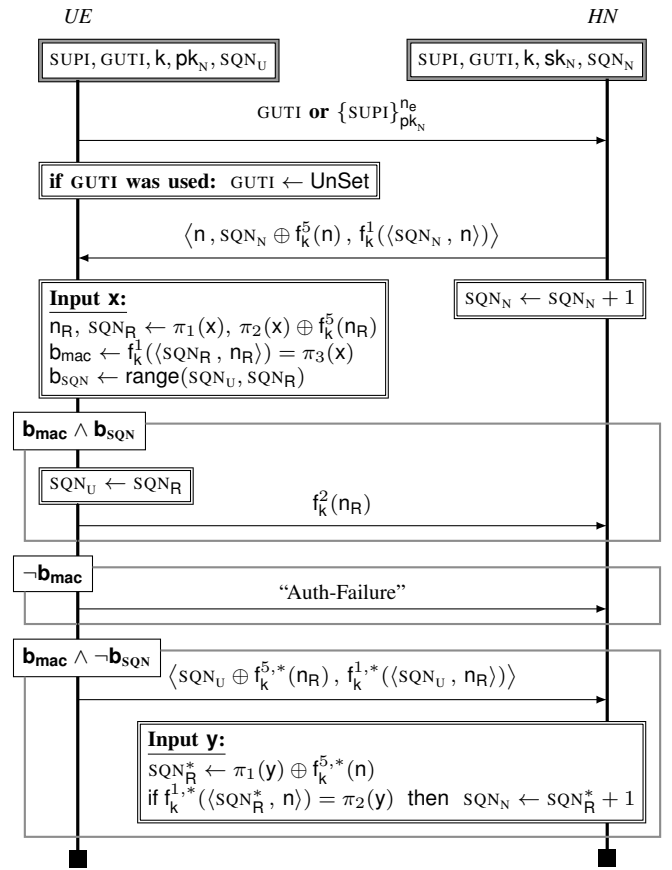 UE HN
SUPI, GUTI, k, pk_N, SQN_U SUPI, GUTI, k, sk_N, SQN_N
GUTI or {SUPI}^{n_e}_{pk_N}
if GUTI was used: GUTI ← UnSet
⟨n , SQN_N ⊕ f^5_k(n) , f^1_k(⟨SQN_N , n⟩)⟩
Input x: SQN_N ← SQN_N + 1
n_R, SQN_R ← π_1(x), π_2(x) ⊕ f^5_k(n_R)
b_mac ← f^1_k(⟨SQN_R , n_R⟩) = π_3(x)
b_SQN ← range(SQN_U, SQN_R)
b_mac ∧ b_SQN
SQN_U ← SQN_R
f^2_k(n_R)
¬b_mac
“Auth-Failure”
b_mac ∧ ¬b_SQN
⟨SQN_U ⊕ f^{5,*}_k(n_R) , f^{1,*}_k(⟨SQN_U , n_R⟩)⟩
Input y:
SQN^*_R ← π_1(y) ⊕ f^{5,*}_k(n)
if f^{1,*}_k(⟨SQN^*_R , n⟩) = π_2(y) then SQN_N ← SQN^*_R + 1